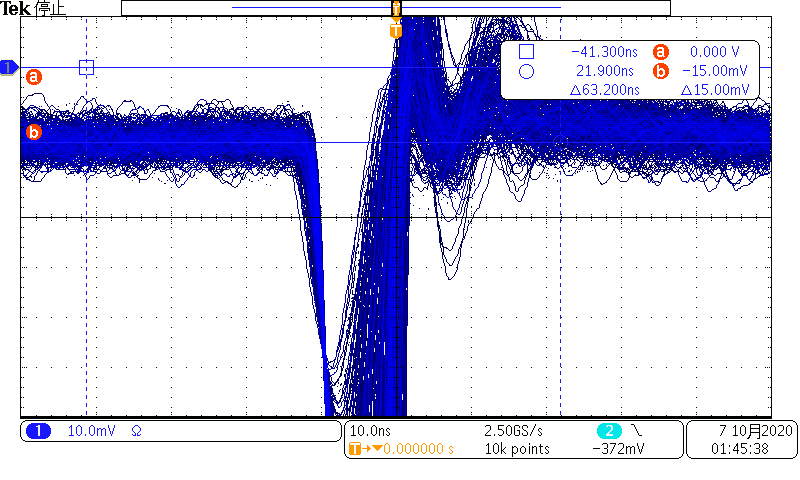 Tek 停止
T
T
1
a
b
−41.300ns a 0.000 V
21.900ns b −15.00mV
△63.200ns △15.00mV
1 10.0mV Ω
10.0ns 2.50GS/s 2
T→▼0.000000 s 10k points −372mV
7 10月2020
01:45:38